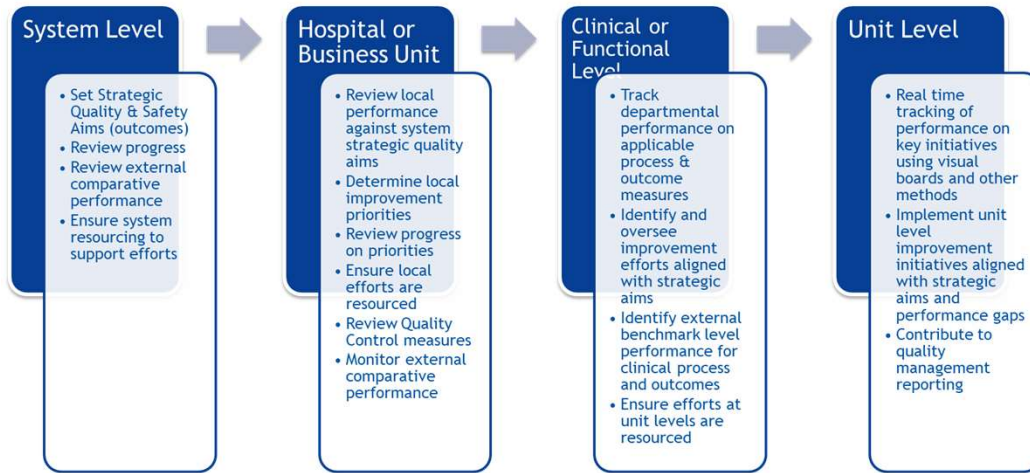 System Level
• Set Strategic
Quality & Safety
Aims (outcomes)
• Review progress
• Review external
comparative
performance
• Ensure system
resourcing to
support efforts
Hospital or
Business Unit
• Review local
performance
against system
strategic quality
aims
• Determine local
improvement
priorities
• Review progress
on priorities
• Ensure local
efforts are
resourced
• Review Quality
Control measures
• Monitor external
comparative
performance
Clinical or
Functional
Level
• Track
departmental
performance on
applicable
process &
outcome
measures
• Identify and
oversee
improvement
efforts aligned
with strategic
aims
• Identify external
benchmark level
performance for
clinical process
and outcomes
• Ensure efforts at
unit levels are
resourced
Unit Level
• Real time
tracking of
performance on
key initiatives
using visual
boards and other
methods
• Implement unit
level
improvement
initiatives aligned
with strategic
aims and
performance gaps
• Contribute to
quality
management
reporting